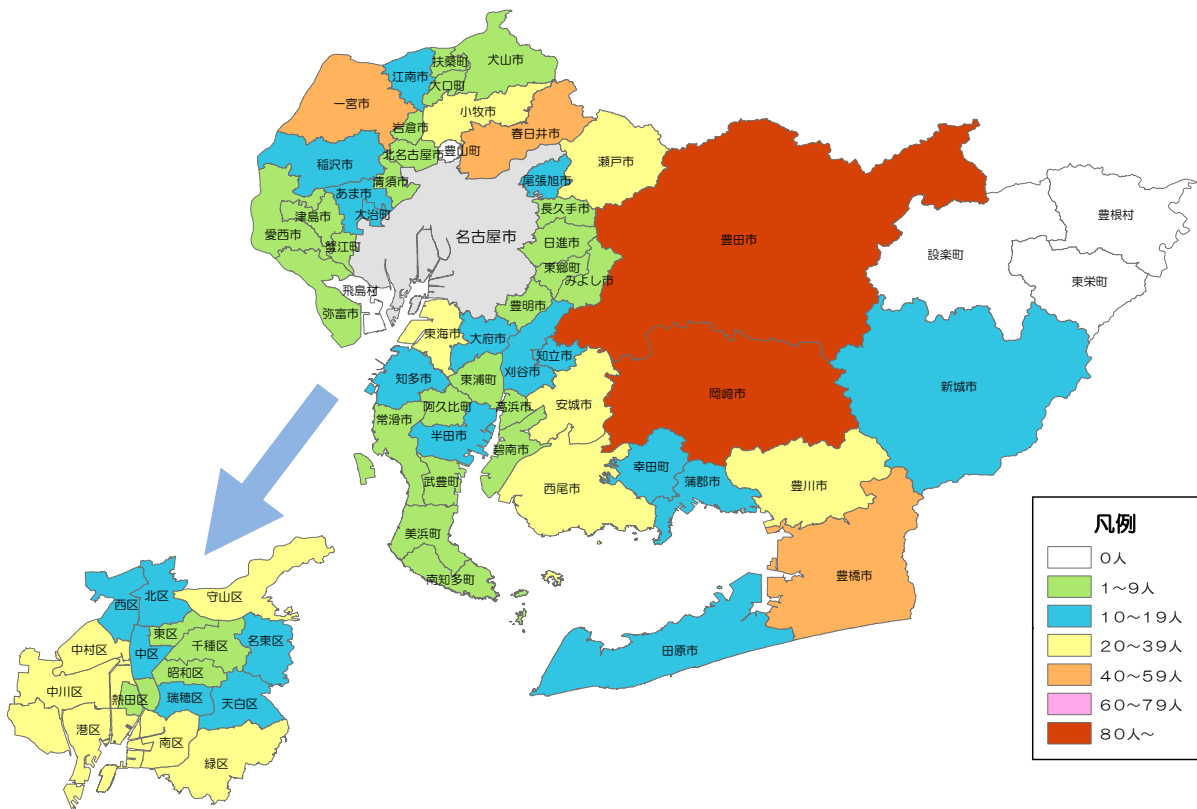 犬山市
扶桑町
江南市
大口町
一宮市
小牧市
岩倉市
春日井市
豊山町
北名古屋市
稲沢市
瀬戸市
清須市
尾張旭市
あま市
大治町
長久手市
津島市
愛西市
蟹江町
名古屋市
日進市
東郷町
みよし市
豊田市
豊根村
設楽町
東栄町
飛島村
弥富市
豊明市
東海市
大府市
知立市
知多市
東浦町
刈谷市
新城市
岡崎市
阿久比町
高浜市
安城市
常滑市
半田市
碧南市
幸田町
蒲郡市
武豊町
西尾市
豊川市
美浜町
南知多町
豊橋市
田原市
守山区
北区
西区
東区
千種区
名東区
中村区
中区
昭和区
中川区
熱田区
瑞穂区
天白区
港区
南区
緑区
凡例
0人
1~9人
10~19人
20~39人
40~59人
60~79人
80人~